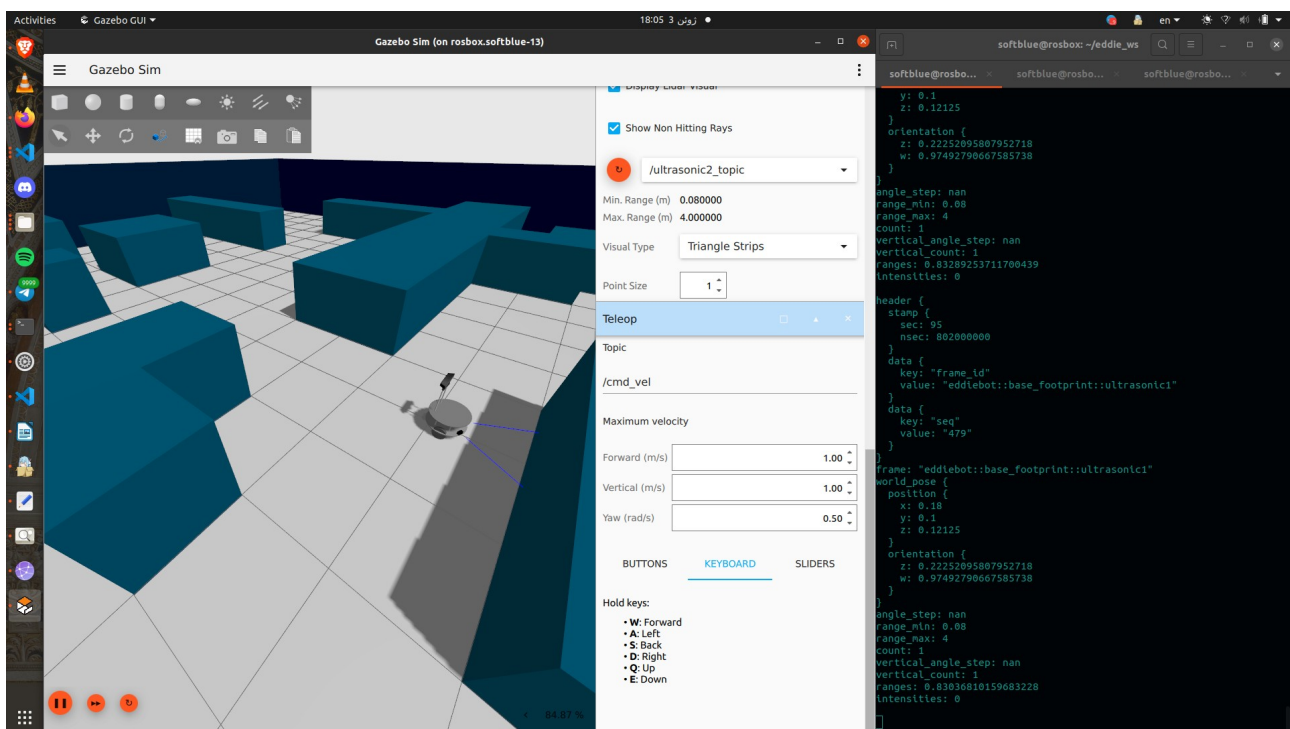 Activities
Gazebo GUI
18:05 3 ژوئن
en
Gazebo Sim (on rosbox.softblue-13)
Gazebo Sim
Display Lidar Visual
Show Non Hitting Rays
/ultrasonic2_topic
Min. Range (m) 0.080000
Max. Range (m) 4.000000
Visual Type Triangle Strips
Point Size 1
Teleop
Topic
/cmd_vel
Maximum velocity
Forward (m/s) 1.00
Vertical (m/s) 1.00
Yaw (rad/s) 0.50
BUTTONS KEYBOARD SLIDERS
Hold keys:
• W: Forward
• A: Left
• S: Back
• D: Right
• Q: Up
• E: Down
84.87 %
9999
softblue@rosbox: ~/eddie_ws
softblue@rosbo... softblue@rosbo... softblue@rosbo...
y: 0.1
z: 0.12125
}
orientation {
z: 0.22252095807952718
w: 0.97492790667585738
}
}
angle_step: nan
range_min: 0.08
range_max: 4
count: 1
vertical_angle_step: nan
vertical_count: 1
ranges: 0.83289253711700439
intensities: 0
header {
stamp {
sec: 95
nsec: 802000000
}
data {
key: "frame_id"
value: "eddiebot::base_footprint::ultrasonic1"
}
data {
key: "seq"
value: "479"
}
}
frame: "eddiebot::base_footprint::ultrasonic1"
world_pose {
position {
x: 0.18
y: 0.1
z: 0.12125
}
orientation {
z: 0.22252095807952718
w: 0.97492790667585738
}
}
angle_step: nan
range_min: 0.08
range_max: 4
count: 1
vertical_angle_step: nan
vertical_count: 1
ranges: 0.83036810159683228
intensities: 0